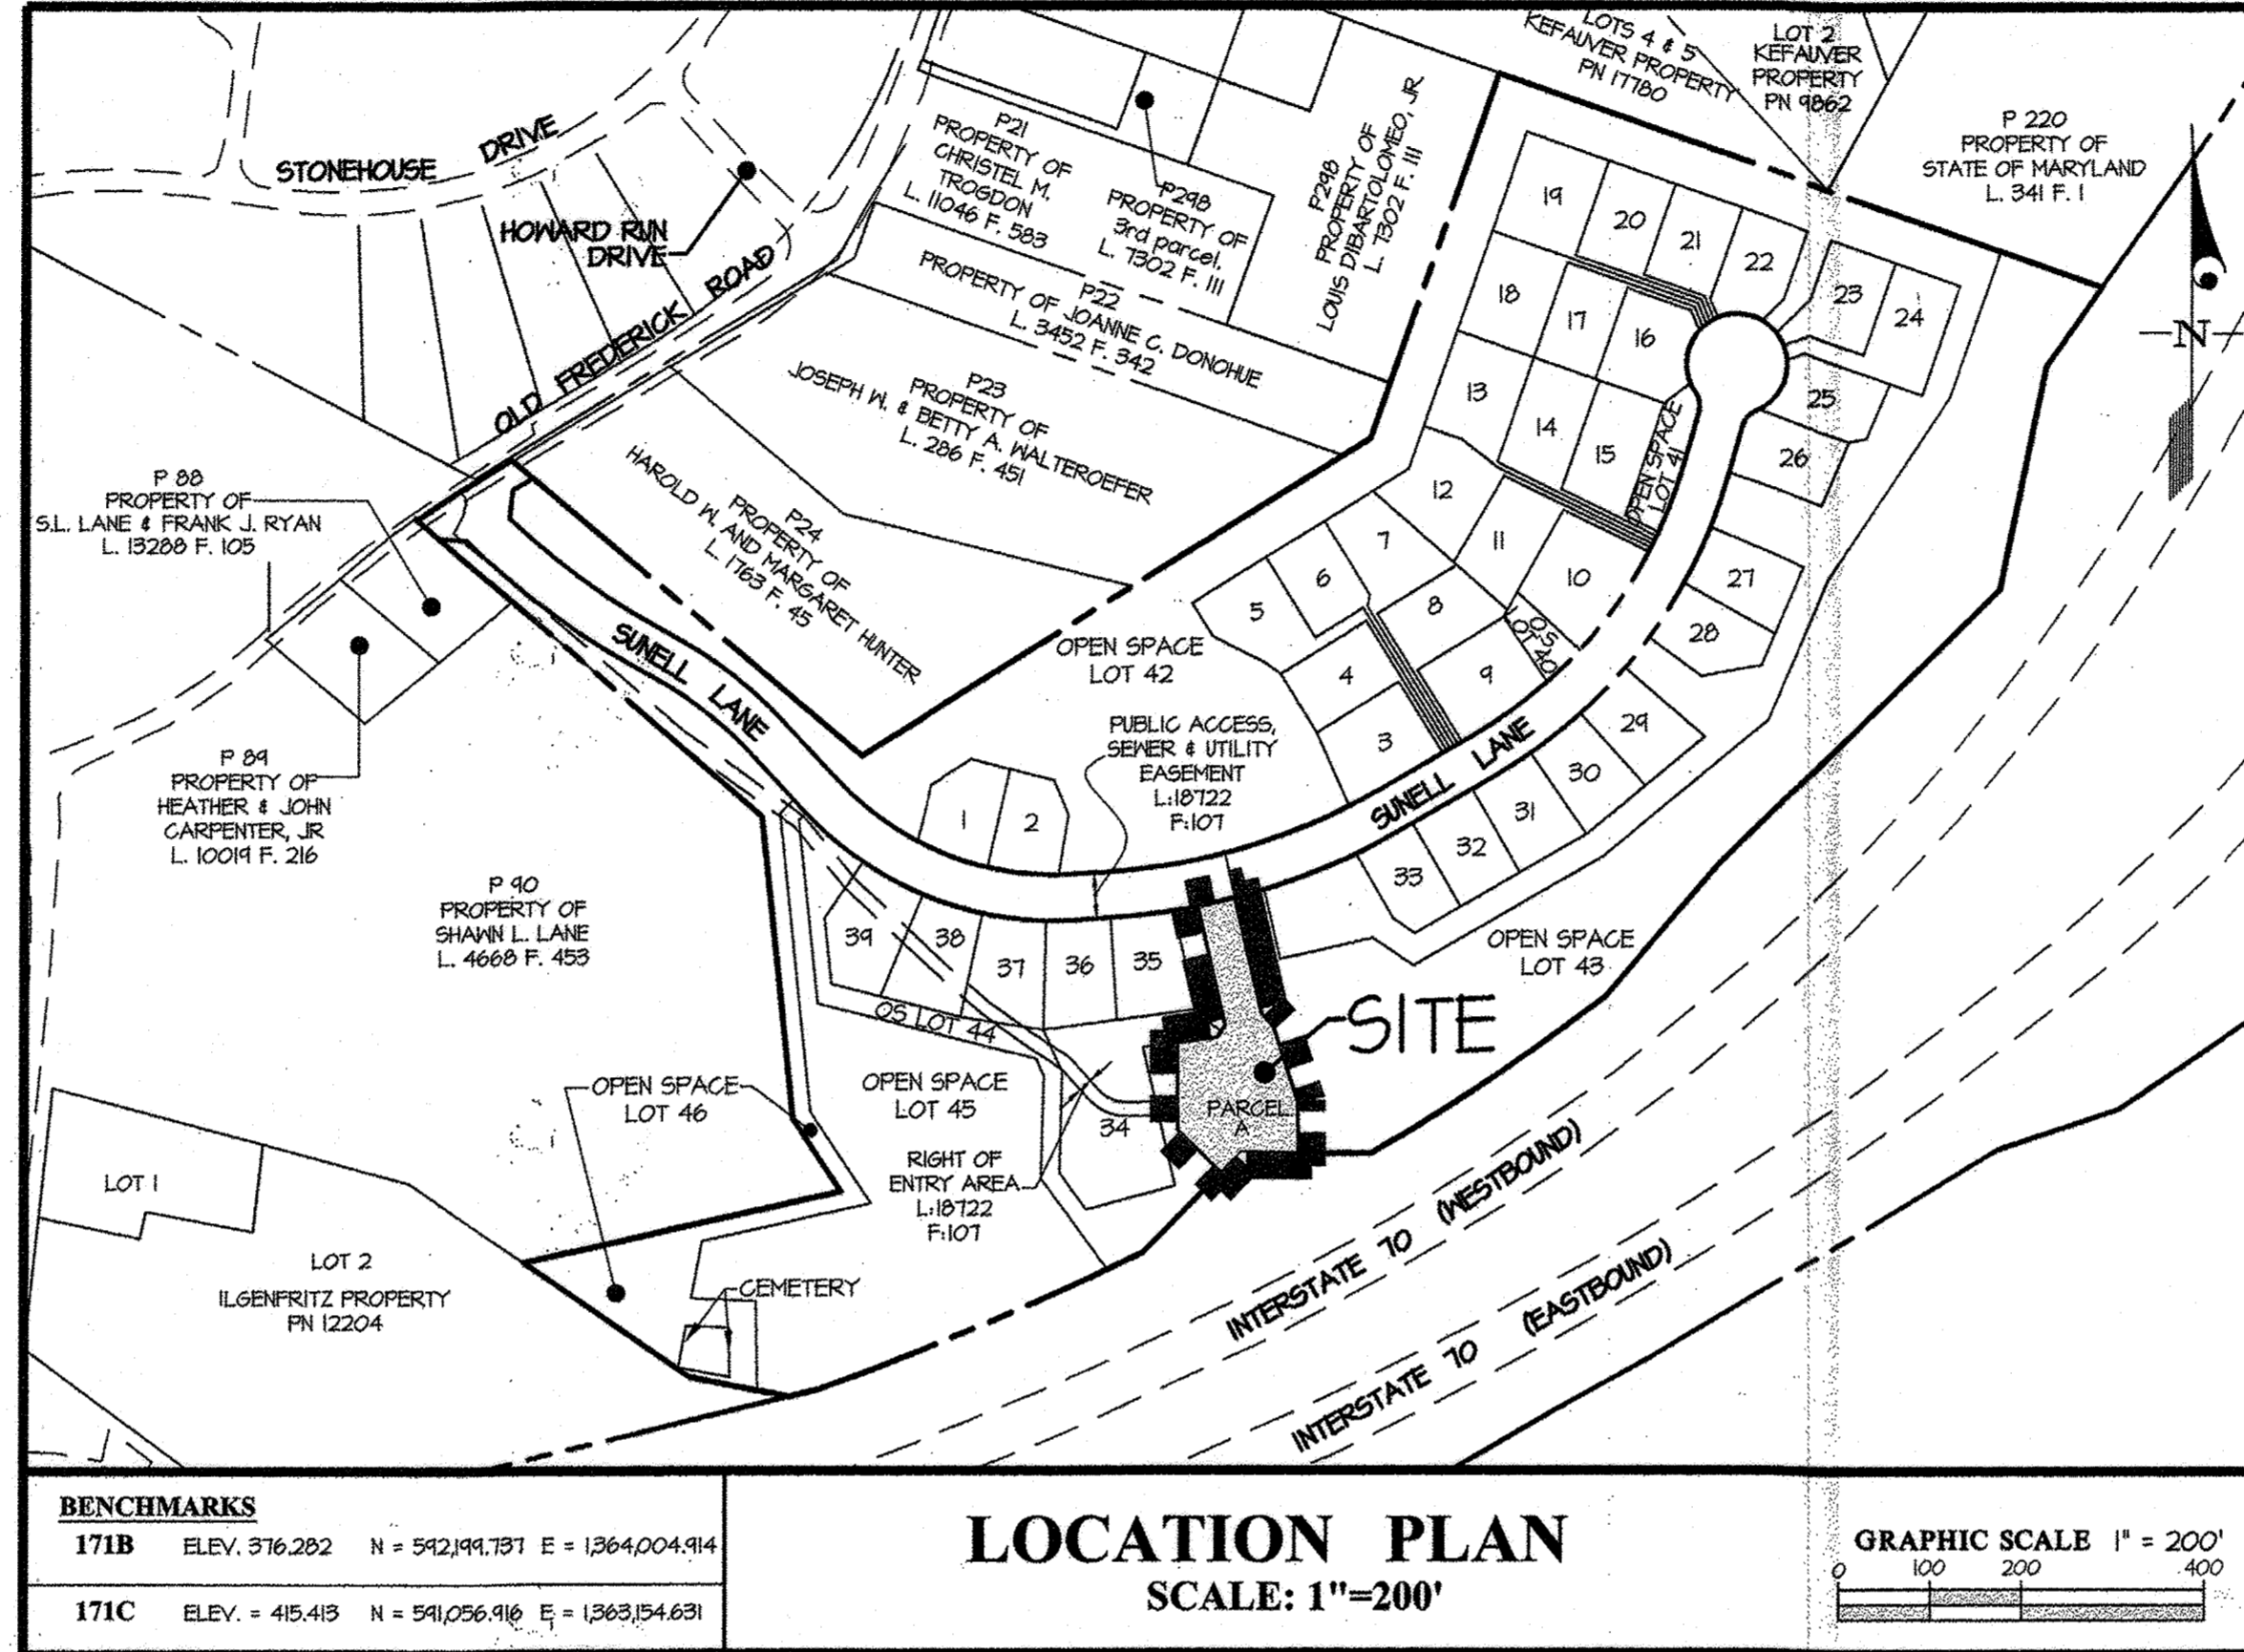 LOTS 4 & 5
KEFAUVER PROPERTY
PN 17780
LOT 2
KEFAUVER
PROPERTY
PN 9862
P 220
PROPERTY OF
STATE OF MARYLAND
L. 341 F. 1
STONEHOUSE DRIVE
HOWARD RUN
DRIVE
OLD FREDERICK ROAD
P21
PROPERTY OF
CHRISTEL M.
TROGDON
L. 11046 F. 583
P298
PROPERTY OF
3rd parcel,
L. 7302 F. 111
P298
PROPERTY OF
LOUIS DIBARTOLOMEO, JR
L. 7302 F. 111
P22
PROPERTY OF JOANNE C. DONOHUE
L. 3452 F. 342
P23
PROPERTY OF
JOSEPH W. & BETTY A. WALTEROEFER
L. 286 F. 451
P24
PROPERTY OF
HAROLD W. AND MARGARET HUNTER
L. 1763 F. 45
19
20
21
22
23
24
18
17
16
25
13
14
15
26
OPEN SPACE
LOT 41
12
11
10
27
28
7
6
5
8
4
9
3
OS
LOT 40
29
30
31
32
33
-N-
P 88
PROPERTY OF
S.L. LANE & FRANK J. RYAN
L. 13288 F. 105
P 89
PROPERTY OF
HEATHER & JOHN
CARPENTER, JR
L. 10019 F. 216
SUNELL LANE
OPEN SPACE
LOT 42
PUBLIC ACCESS,
SEWER & UTILITY
EASEMENT
L:18722
F:107
SUNELL LANE
1
2
P 90
PROPERTY OF
SHAWN L. LANE
L. 4668 F. 453
39
38
37
36
35
OS LOT 44
OPEN SPACE
LOT 43
SITE
PARCEL
A
34
OPEN SPACE
LOT 46
OPEN SPACE
LOT 45
RIGHT OF
ENTRY AREA
L:18722
F:107
LOT 1
LOT 2
ILGENFRITZ PROPERTY
PN 12204
CEMETERY
INTERSTATE 70 (WESTBOUND)
INTERSTATE 70 (EASTBOUND)
BENCHMARKS
171B ELEV. 376.282 N = 592,199.737 E = 1,364,004.914
171C ELEV. = 415.413 N = 591,056.916 E = 1,363,154.631
LOCATION PLAN
SCALE: 1"=200'
GRAPHIC SCALE 1" = 200'
0 100 200 400